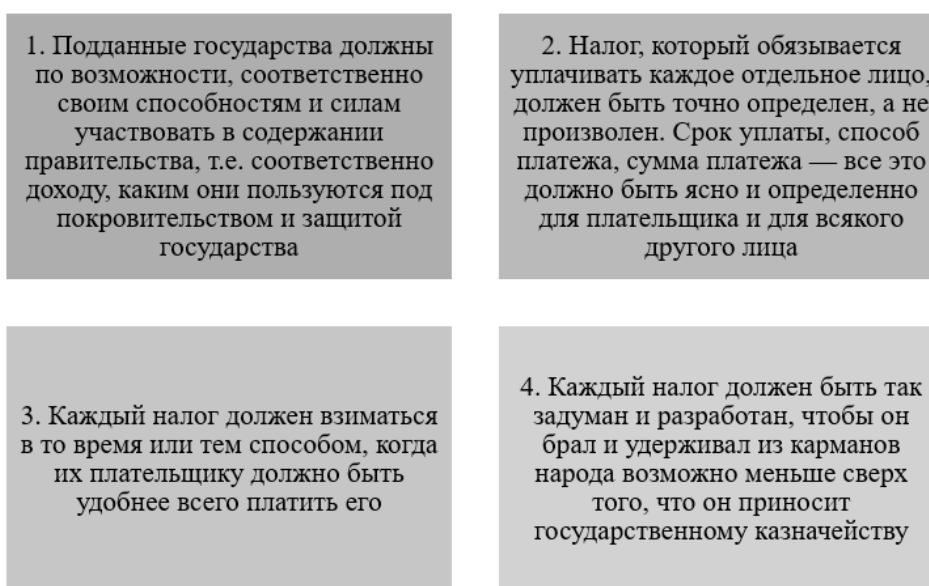 1. Подданные государства должны
по возможности, соответственно
своим способностям и силам
участвовать в содержании
правительства, т.е. соответственно
доходу, каким они пользуются под
покровительством и защитой
государства
2. Налог, который обязывается
уплачивать каждое отдельное лицо,
должен быть точно определен, а не
произволен. Срок уплаты, способ
платежа, сумма платежа — все это
должно быть ясно и определенно
для плательщика и для всякого
другого лица
3. Каждый налог должен взиматься
в то время или тем способом, когда
их плательщику должно быть
удобнее всего платить его
4. Каждый налог должен быть так
задуман и разработан, чтобы он
брал и удерживал из карманов
народа возможно меньше сверх
того, что он приносит
государственному казначейству